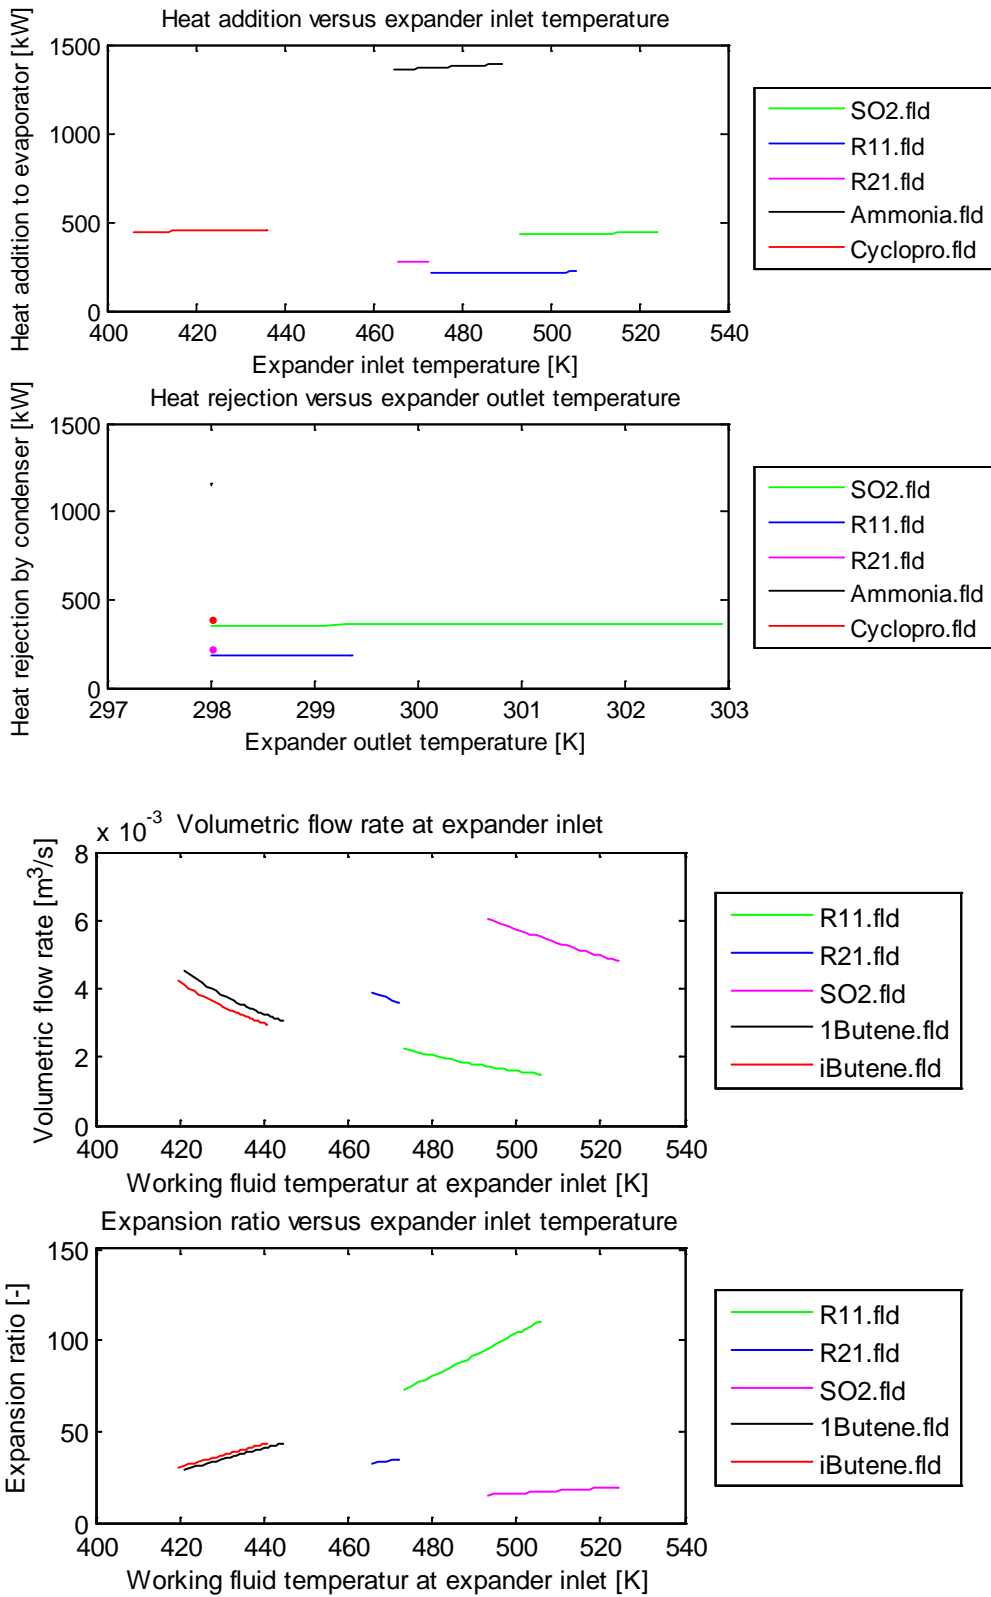 Heat addition versus expander inlet temperature
Heat addition to evaporator [kW]
1500
1000
500
0
400 420 440 460 480 500 520 540
Expander inlet temperature [K]
SO2.fld
R11.fld
R21.fld
Ammonia.fld
Cyclopro.fld
Heat rejection versus expander outlet temperature
Heat rejection by condenser [kW]
1500
1000
500
0
297 298 299 300 301 302 303
Expander outlet temperature [K]
SO2.fld
R11.fld
R21.fld
Ammonia.fld
Cyclopro.fld
x 10^-3 Volumetric flow rate at expander inlet
Volumetric flow rate [m^3/s]
8
6
4
2
0
400 420 440 460 480 500 520 540
Working fluid temperatur at expander inlet [K]
R11.fld
R21.fld
SO2.fld
1Butene.fld
iButene.fld
Expansion ratio versus expander inlet temperature
Expansion ratio [-]
150
100
50
0
400 420 440 460 480 500 520 540
Working fluid temperatur at expander inlet [K]
R11.fld
R21.fld
SO2.fld
1Butene.fld
iButene.fld